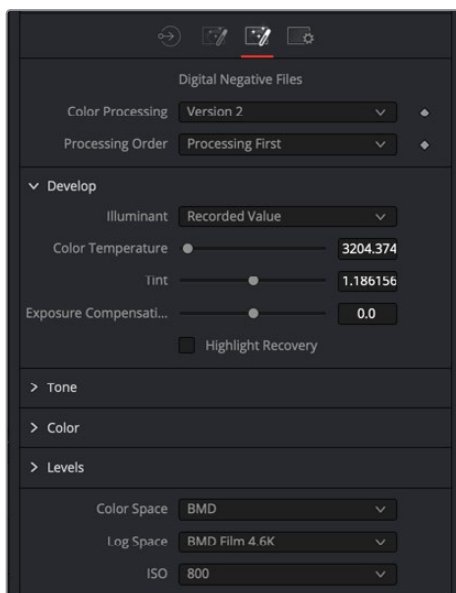 Digital Negative Files
Color Processing Version 2
Processing Order Processing First
Develop
Illuminant Recorded Value
Color Temperature 3204.374
Tint 1.186156
Exposure Compensati... 0.0
Highlight Recovery
Tone
Color
Levels
Color Space BMD
Log Space BMD Film 4.6K
ISO 800